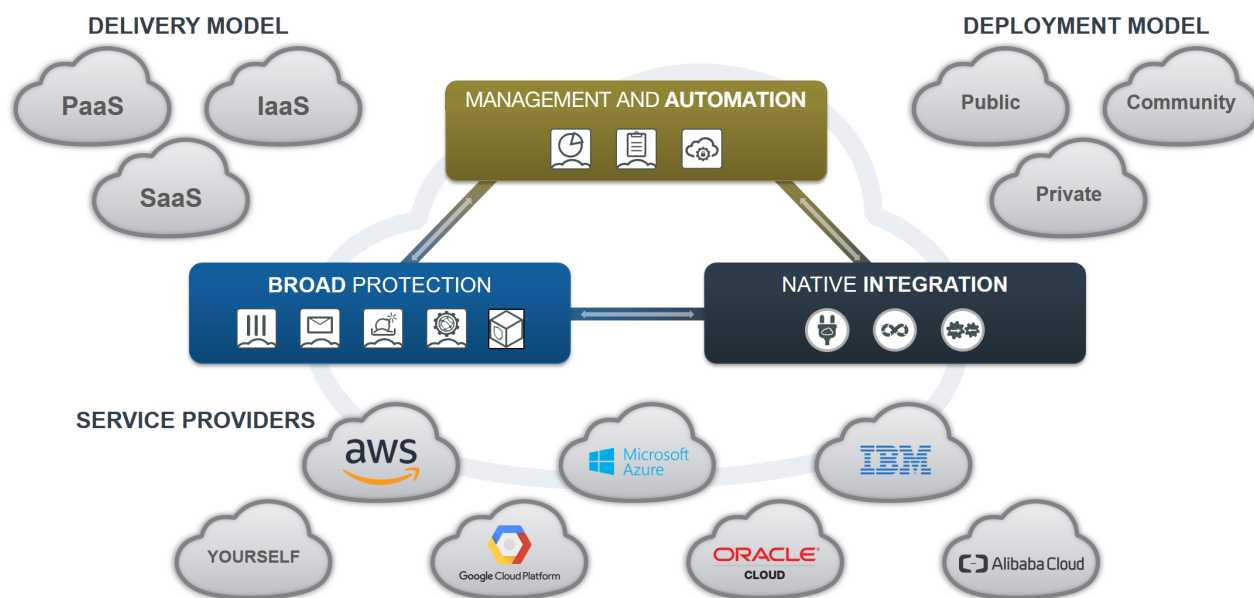 DELIVERY MODEL
PaaS
IaaS
SaaS
DEPLOYMENT MODEL
Public
Community
Private
MANAGEMENT AND AUTOMATION
BROAD PROTECTION
NATIVE INTEGRATION
SERVICE PROVIDERS
aws
Microsoft
Azure
IBM
YOURSELF
Google Cloud Platform
ORACLE®
CLOUD
Alibaba Cloud